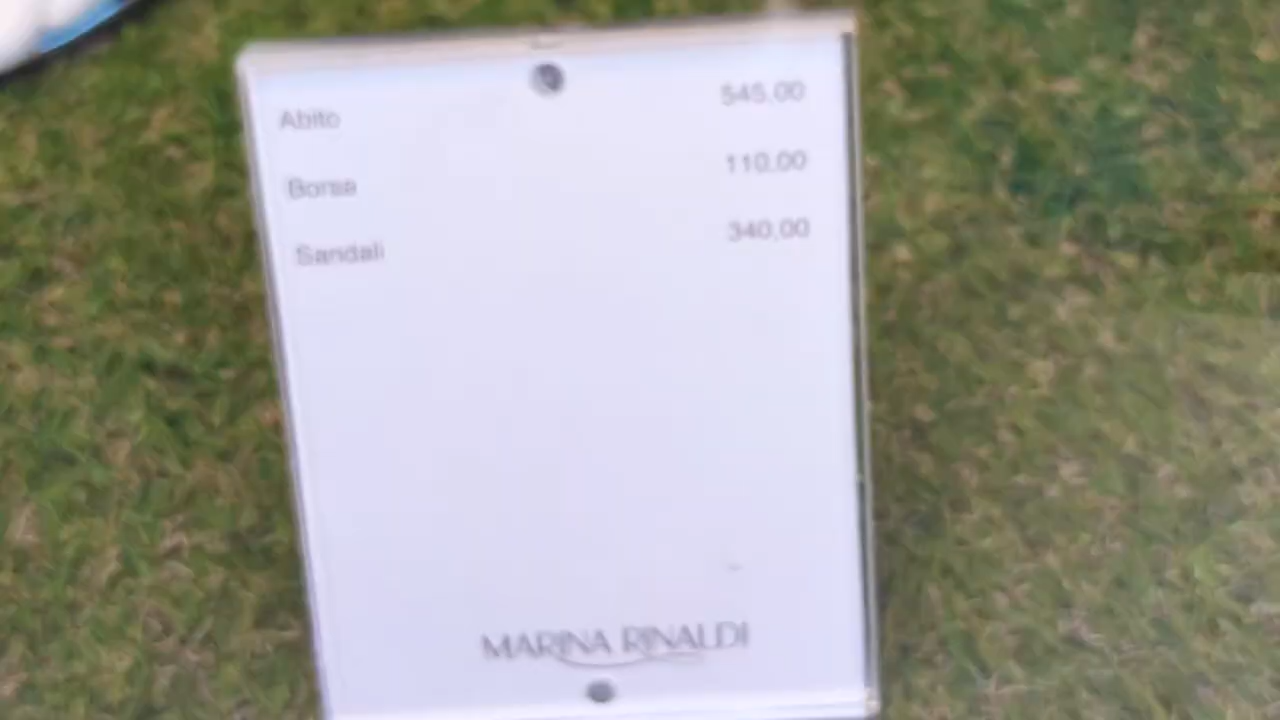 Abito 545,00
Borsa 110,00
Sandali 340,00
MARINA RINALDI